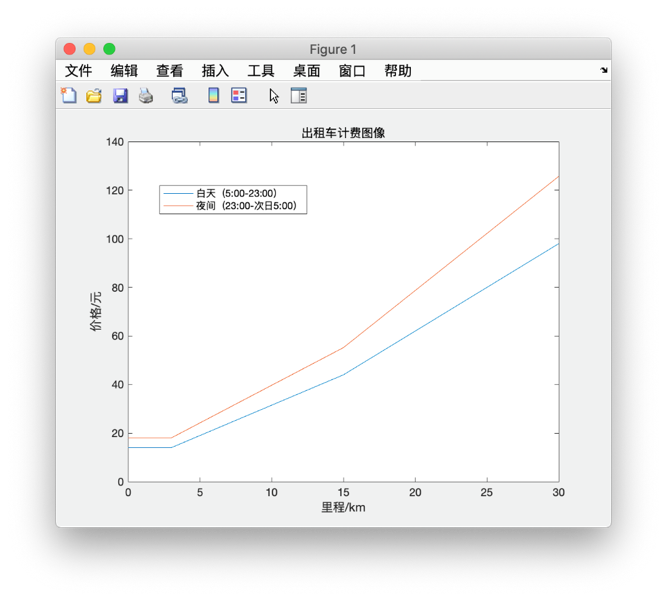 Figure 1
文件 编辑 查看 插入 工具 桌面 窗口 帮助
出租车计费图像
140
120
100
80
60
40
20
0
价格/元
白天 (5:00-23:00)
夜间 (23:00-次日5:00)
0 5 10 15 20 25 30
里程/km